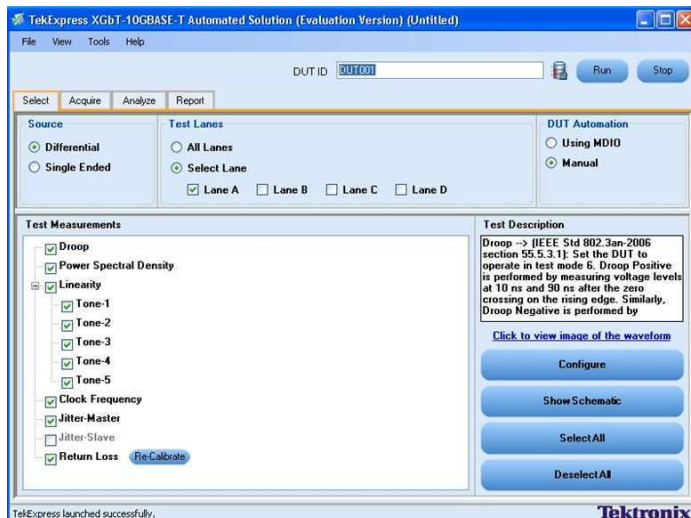 TekExpress XGbT-10GBASE-T Automated Solution (Evaluation Version) (Untitled)
File View Tools Help
DUT ID DUT001 Run Stop
Select Acquire Analyze Report
Source
Differential
Single Ended
Test Lanes
All Lanes
Select Lane
Lane A Lane B Lane C Lane D
DUT Automation
Using MDIO
Manual
Test Measurements
Droop
Power Spectral Density
Linearity
Tone-1
Tone-2
Tone-3
Tone-4
Tone-5
Clock Frequency
Jitter-Master
Jitter-Slave
Return Loss Re-Calibrate
Test Description
Droop --> [IEEE Std 802.3an-2006
section 55.5.3.1]: Set the DUT to
operate in test mode 6. Droop Positive
is performed by measuring voltage levels
at 10 ns and 90 ns after the zero
crossing on the rising edge. Similarly,
Droop Negative is performed by
Click to view image of the waveform
Configure
Show Schematic
Select All
Deselect All
TekExpress launched successfully.
Tektronix